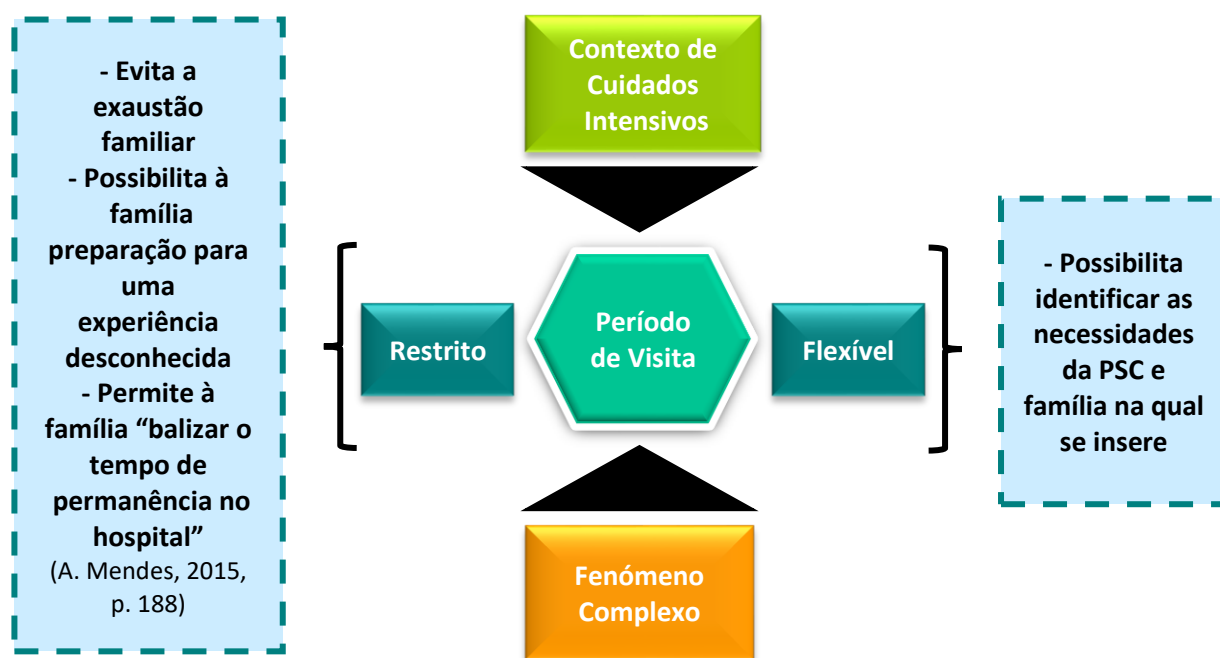 - Evita a
exaustão
familiar
- Possibilita à
família
preparação para
uma
experiência
desconhecida
- Permite à
família “balizar o
tempo de
permanência no
hospital”
(A. Mendes, 2015,
p. 188)
Contexto de
Cuidados
Intensivos
Restrito
Período
de Visita
Flexível
Fenómeno
Complexo
- Possibilita
identificar as
necessidades
da PSC e
família na qual
se insere